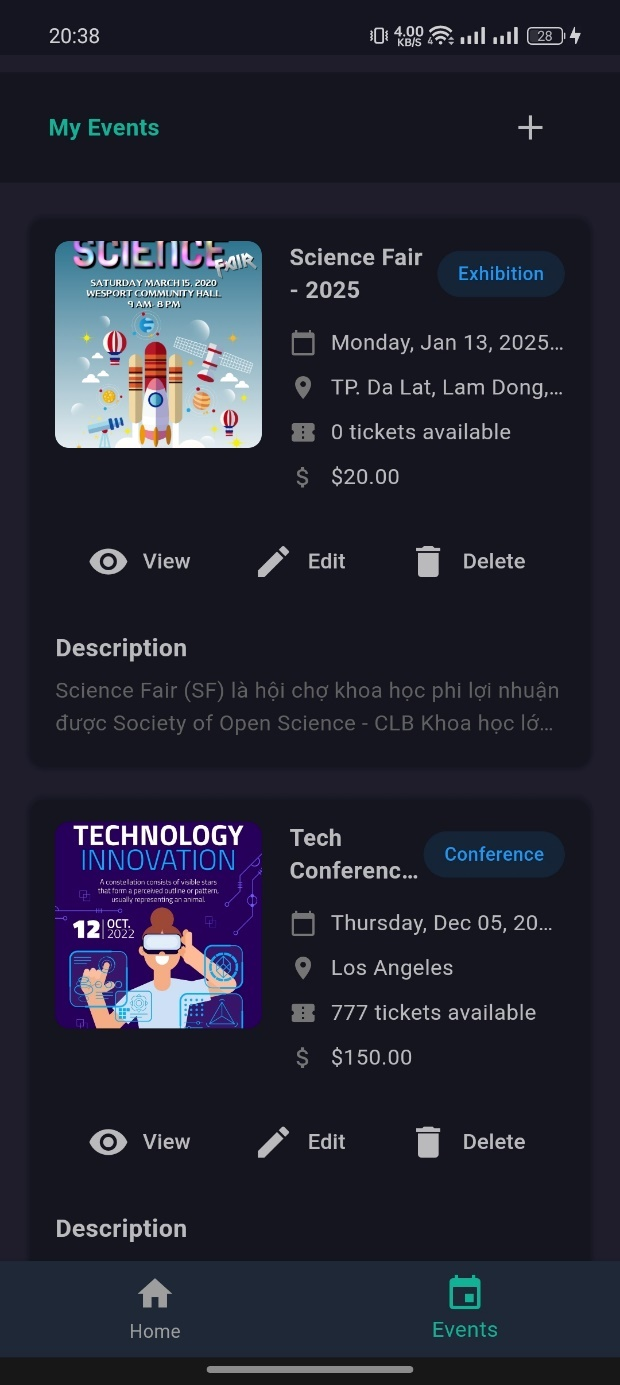 20:38
4.00
KB/S
4
28
My Events
SCIENCE
FAIR
SATURDAY MARCH 15, 2020
WESPORT COMMUNITY HALL
9 AM- 8 PM
Science Fair
- 2025
Exhibition
Monday, Jan 13, 2025…
TP. Da Lat, Lam Dong,…
0 tickets available
$ $20.00
View Edit Delete
Description
Science Fair (SF) là hội chợ khoa học phi lợi nhuận
được Society of Open Science - CLB Khoa học lớ…
TECHNOLOGY
INNOVATION
A constellation consists of visible stars
that form a perceived outline or pattern,
usually representing an animal.
12 OCT.
2022
Tech
Conferenc…
Conference
Thursday, Dec 05, 20…
Los Angeles
777 tickets available
$ $150.00
View Edit Delete
Description
Home Events